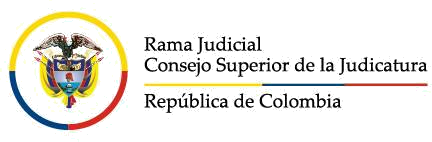 Rama Judicial
Consejo Superior de la Judicatura
República de Colombia